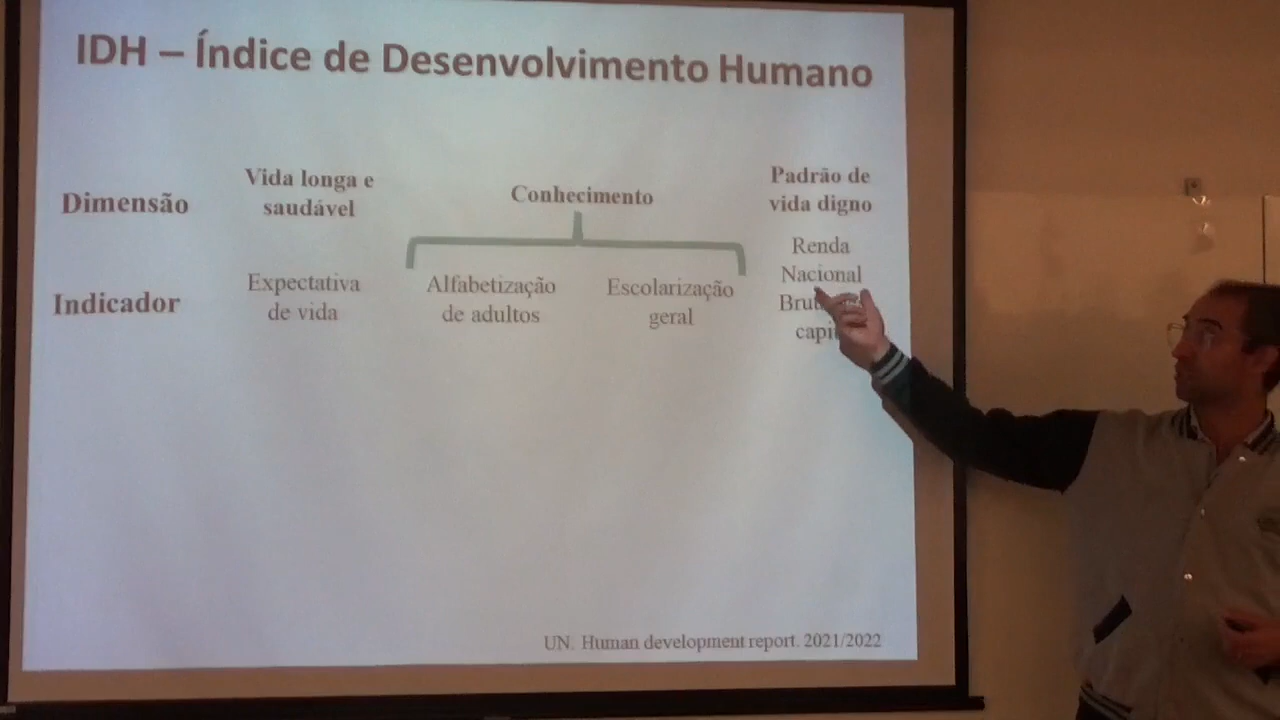 IDH – Índice de Desenvolvimento Humano
Dimensão
Vida longa e
saudável
Conhecimento
Padrão de
vida digno
Indicador
Expectativa
de vida
Alfabetização
de adultos
Escolarização
geral
Renda
Nacional
UN. Human development report. 2021/2022